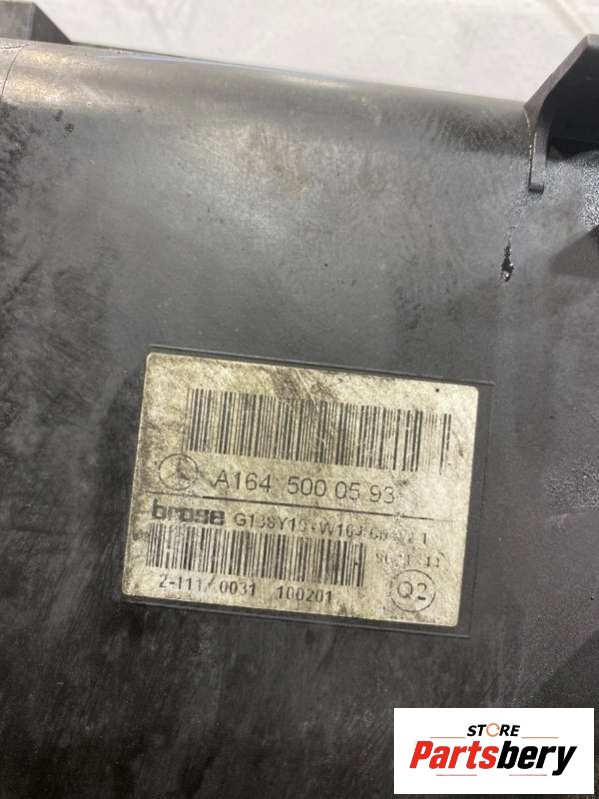 A164 500 05 93
brose
2-111/0031 100201
Q2
STORE
Partsbery